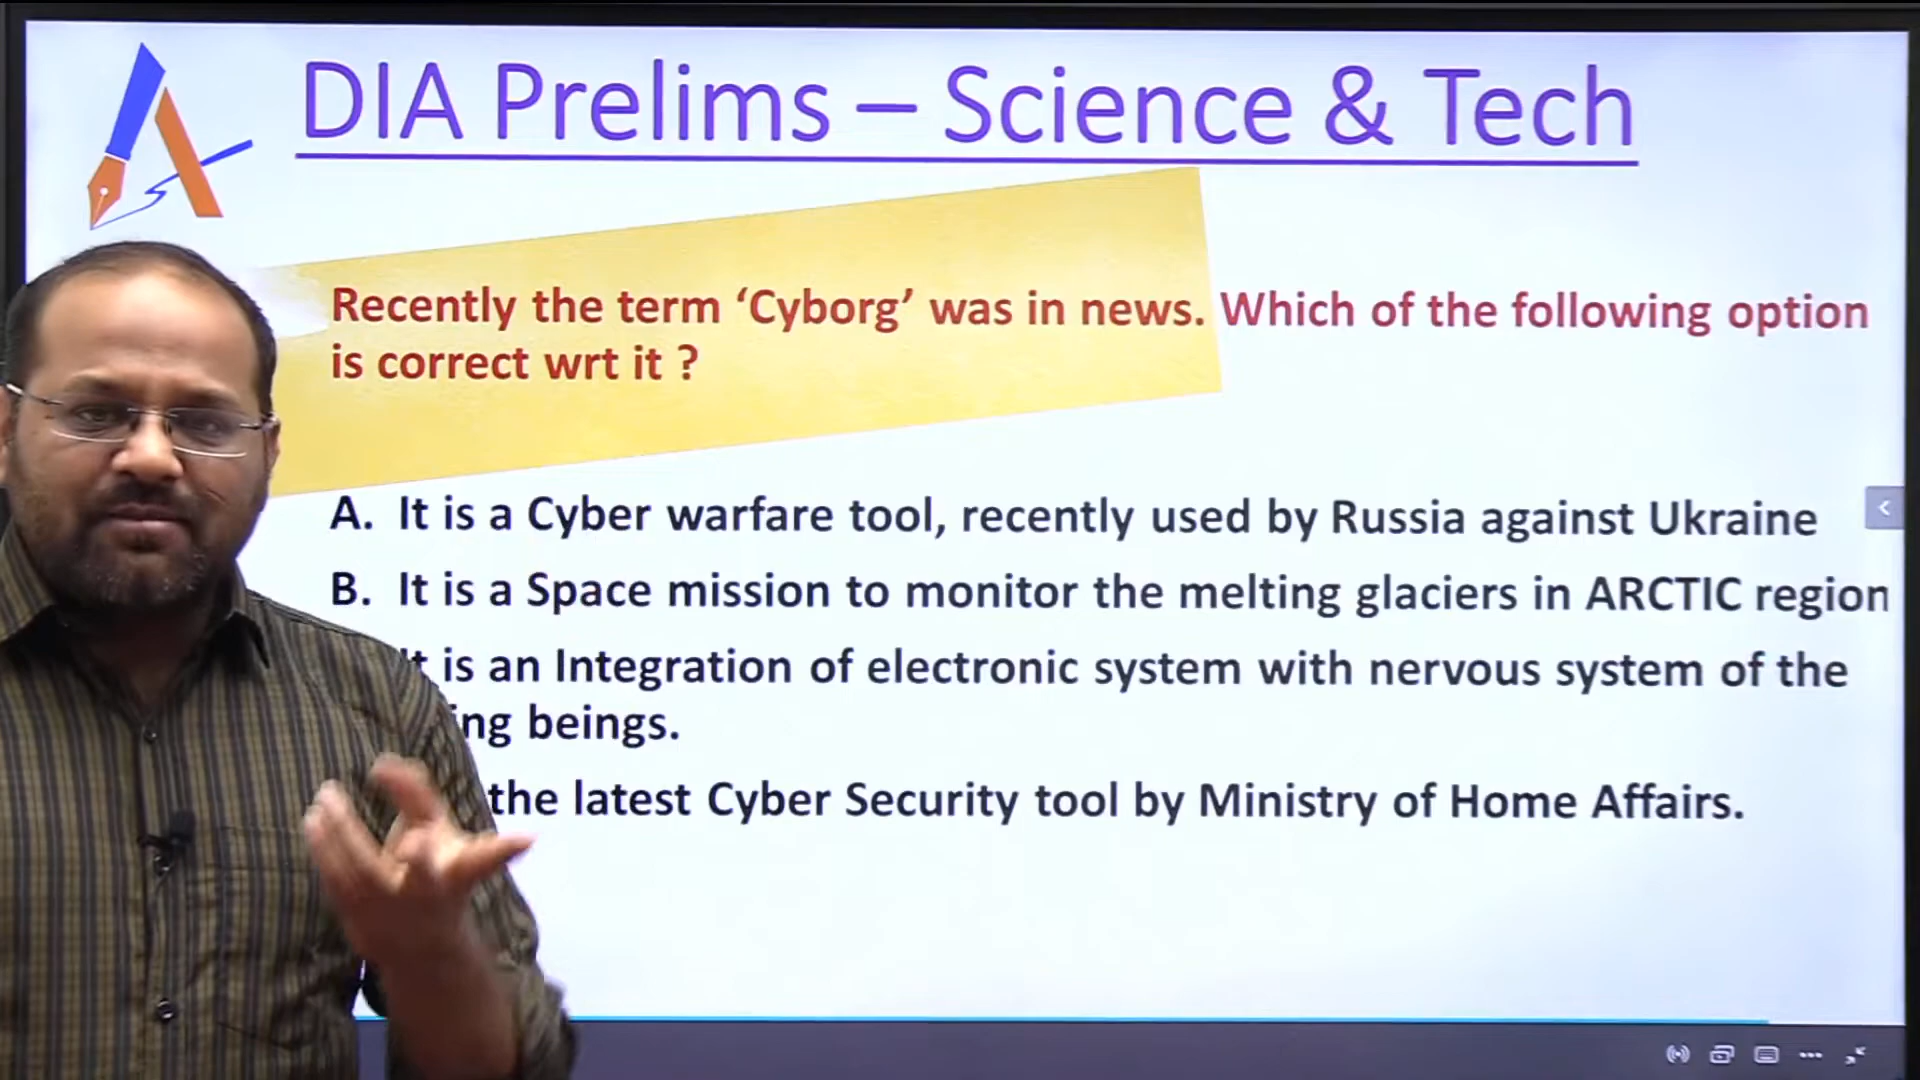 DIA Prelims – Science & Tech
Recently the term ‘Cyborg’ was in news. Which of the following option
is correct wrt it ?
A. It is a Cyber warfare tool, recently used by Russia against Ukraine
B. It is a Space mission to monitor the melting glaciers in ARCTIC region
is an Integration of electronic system with nervous system of the
beings.
the latest Cyber Security tool by Ministry of Home Affairs.